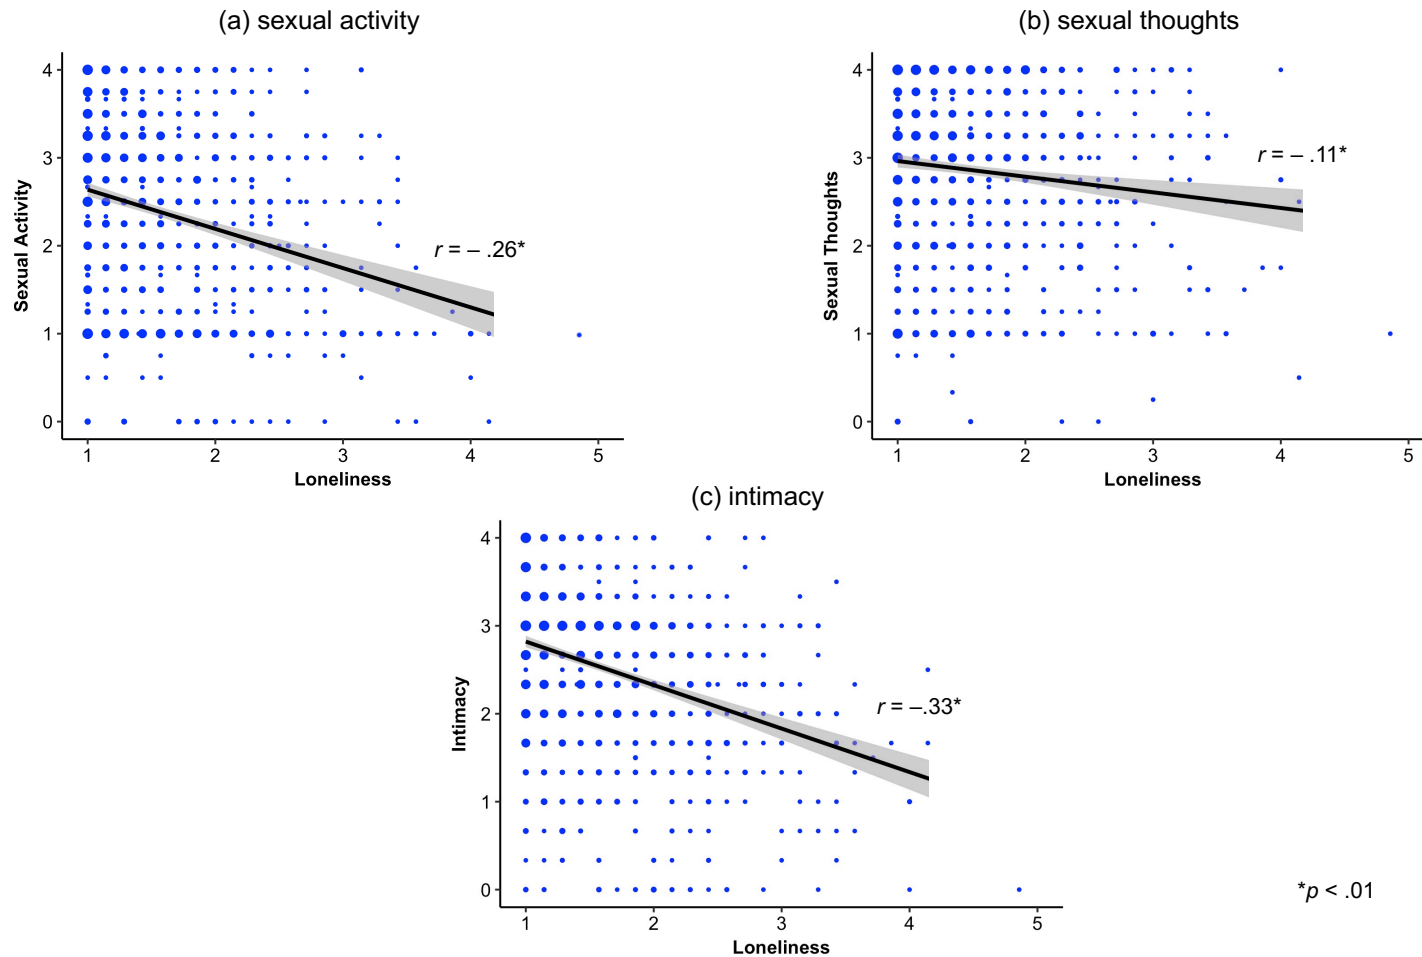 (a) sexual activity
4
3
2
1
0
Sexual Activity
r = – .26*
1 2 3 4 5
Loneliness
(b) sexual thoughts
4
3
2
1
0
Sexual Thoughts
r = – .11*
1 2 3 4 5
Loneliness
(c) intimacy
4
3
2
1
0
Intimacy
r = –.33*
1 2 3 4 5
Loneliness
*p < .01